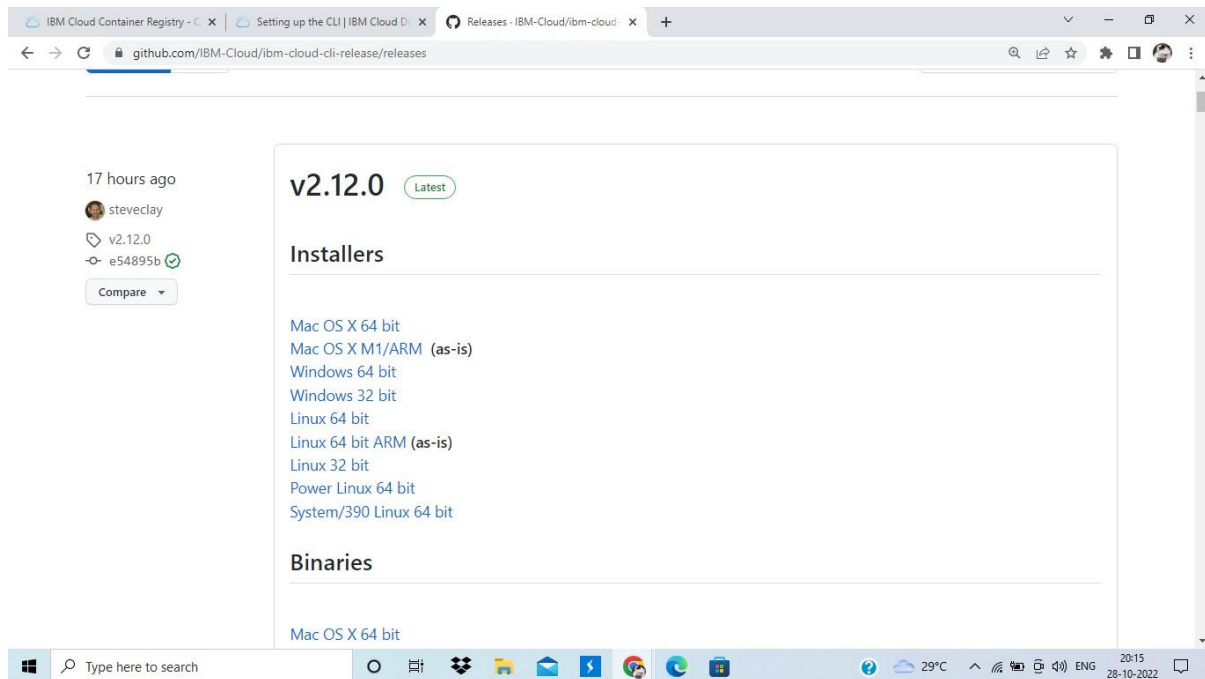 IBM Cloud Container Registry - C
Setting up the CLI | IBM Cloud D
Releases · IBM-Cloud/ibm-cloud-
github.com/IBM-Cloud/ibm-cloud-cli-release/releases
17 hours ago
steveclay
v2.12.0
e54895b
Compare
v2.12.0 Latest
Installers
Mac OS X 64 bit
Mac OS X M1/ARM (as-is)
Windows 64 bit
Windows 32 bit
Linux 64 bit
Linux 64 bit ARM (as-is)
Linux 32 bit
Power Linux 64 bit
System/390 Linux 64 bit
Binaries
Mac OS X 64 bit
Type here to search
29°C
ENG
20:15
28-10-2022